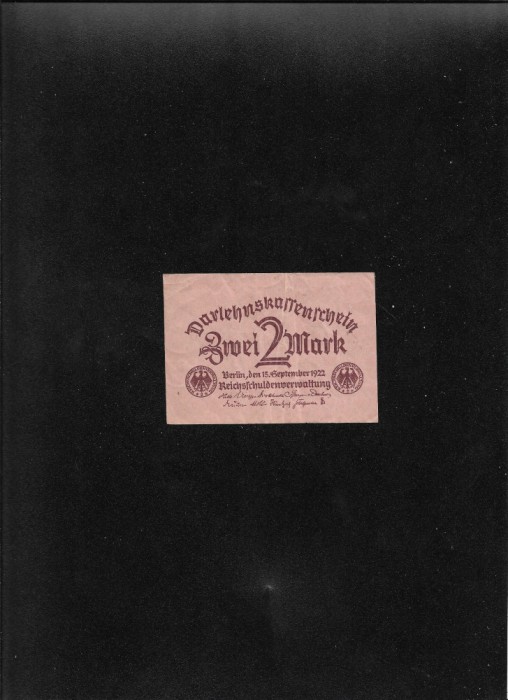 Darlehnskassenschein
Zwei 2 Mark
Berlin, den 15. September 1922
Reichsschuldenverwaltung